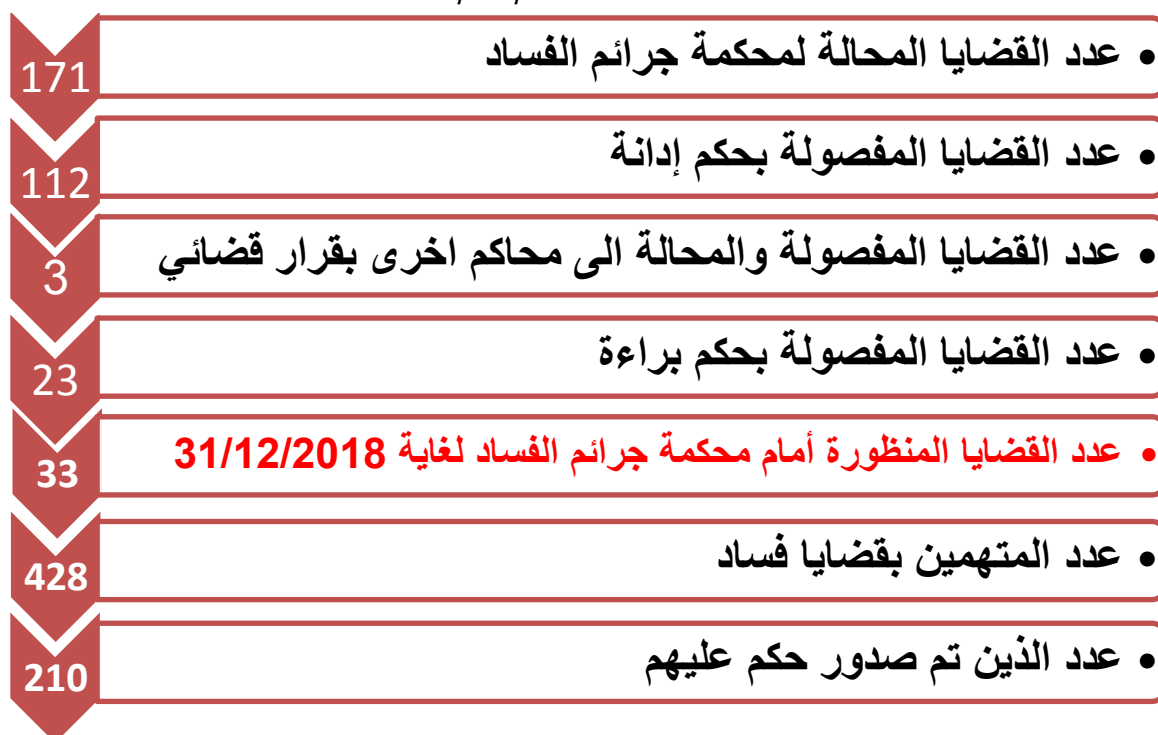 • عدد القضايا المحالة لمحكمة جرائم الفساد
171
• عدد القضايا المفصولة بحكم إدانة
112
• عدد القضايا المفصولة والمحالة الى محاكم اخرى بقرار قضائي
3
• عدد القضايا المفصولة بحكم براءة
23
• عدد القضايا المنظورة أمام محكمة جرائم الفساد لغاية 31/12/2018
33
• عدد المتهمين بقضايا فساد
428
• عدد الذين تم صدور حكم عليهم
210